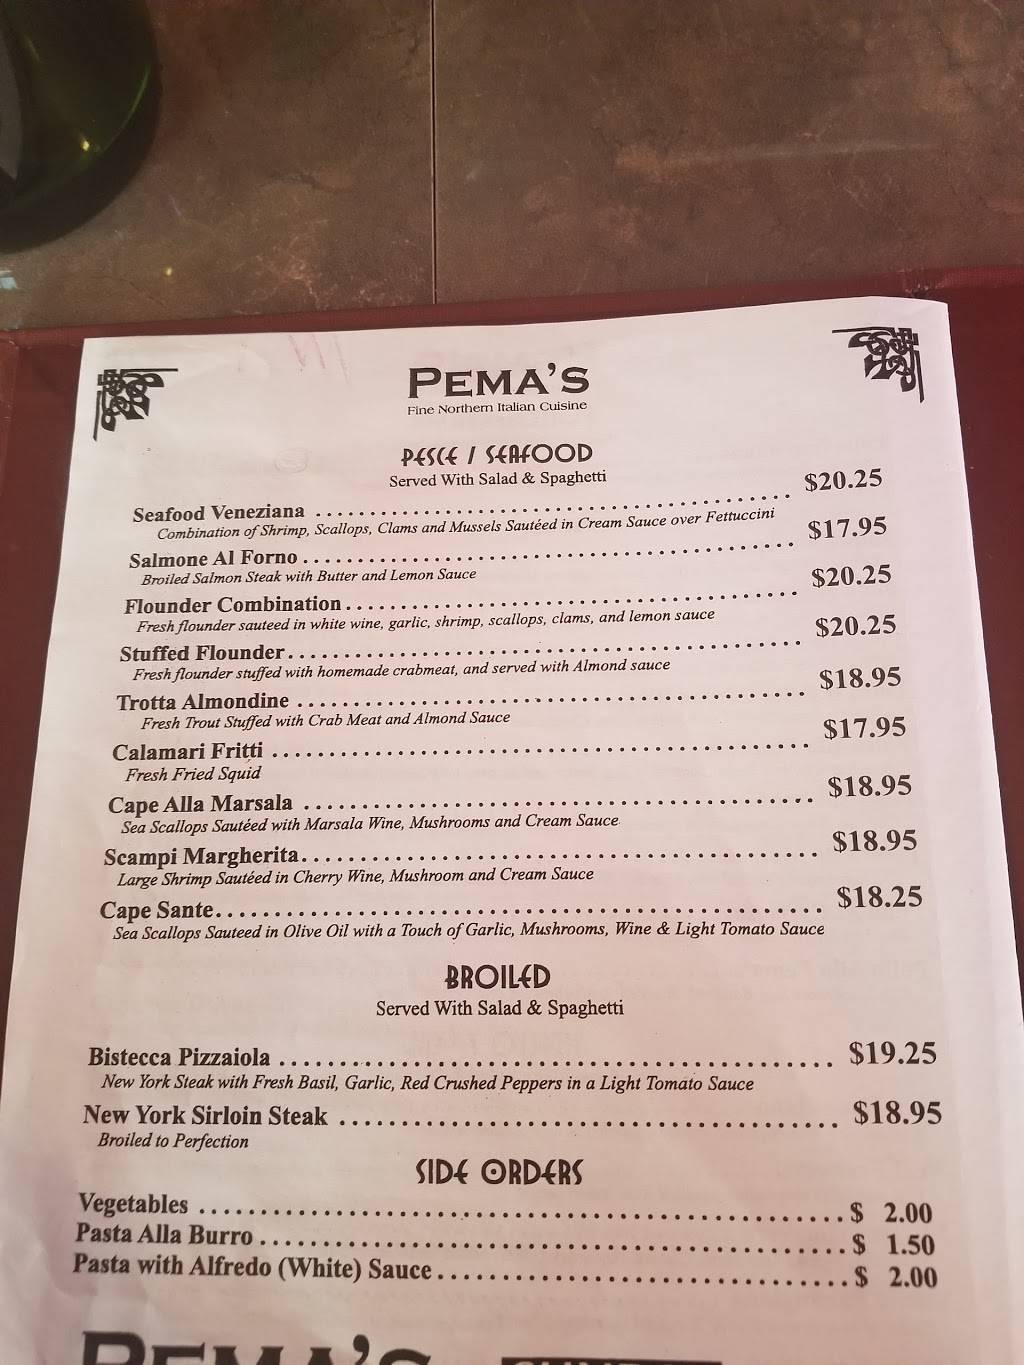 PEMA'S
Fine Northern Italian Cuisine
PESCE / SEAFOOD
Served With Salad & Spaghetti
Seafood Veneziana ........ $20.25
Combination of Shrimp, Scallops, Clams and Mussels Sautéed in Cream Sauce over Fettuccini
Salmone Al Forno ........ $17.95
Broiled Salmon Steak with Butter and Lemon Sauce
Flounder Combination ........ $20.25
Fresh flounder sauteed in white wine, garlic, shrimp, scallops, clams, and lemon sauce
Stuffed Flounder ........ $20.25
Fresh flounder stuffed with homemade crabmeat, and served with Almond sauce
Trotta Almondine ........ $18.95
Fresh Trout Stuffed with Crab Meat and Almond Sauce
Calamari Fritti ........ $17.95
Fresh Fried Squid
Cape Alla Marsala ........ $18.95
Sea Scallops Sautéed with Marsala Wine, Mushrooms and Cream Sauce
Scampi Margherita ........ $18.95
Large Shrimp Sautéed in Cherry Wine, Mushroom and Cream Sauce
Cape Sante ........ $18.25
Sea Scallops Sauteed in Olive Oil with a Touch of Garlic, Mushrooms, Wine & Light Tomato Sauce
BROILED
Served With Salad & Spaghetti
Bistecca Pizzaiola ........ $19.25
New York Steak with Fresh Basil, Garlic, Red Crushed Peppers in a Light Tomato Sauce
New York Sirloin Steak ........ $18.95
Broiled to Perfection
SIDE ORDERS
Vegetables ........ $ 2.00
Pasta Alla Burro ........ $ 1.50
Pasta with Alfredo (White) Sauce ........ $ 2.00
PEMA'S